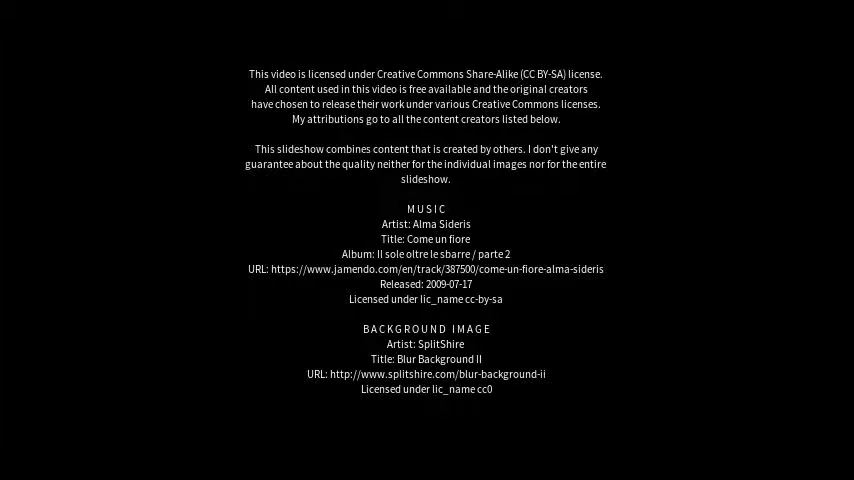 This video is licensed under Creative Commons Share-Alike (CC BY-SA) license.
All content used in this video is free available and the original creators
have chosen to release their work under various Creative Commons licenses.
My attributions go to all the content creators listed below.
This slideshow combines content that is created by others. I don't give any
guarantee about the quality neither for the individual images nor for the entire
slideshow.
MUSIC
Artist: Alma Sideris
Title: Come un fiore
Album: Il sole oltre le sbarre / parte 2
URL: https://www.jamendo.com/en/track/387500/come-un-fiore-alma-sideris
Released: 2009-07-17
Licensed under lic_name cc-by-sa
BACKGROUND IMAGE
Artist: SplitShire
Title: Blur Background II
URL: http://www.splitshire.com/blur-background-ii
Licensed under lic_name cc0